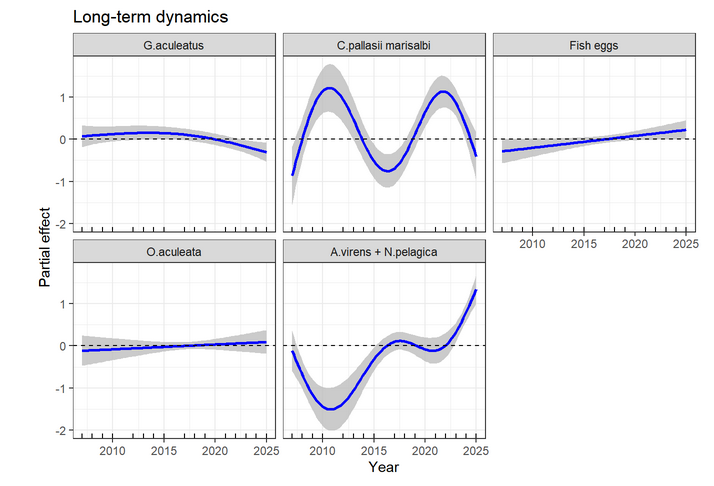 Long-term dynamics
G.aculeatus
C.pallasii marisalbi
Fish eggs
1
0
-1
-2
2010 2015 2020 2025
O.aculeata
A.virens + N.pelagica
1
0
-1
-2
2010 2015 2020 2025
2010 2015 2020 2025
Partial effect
Year